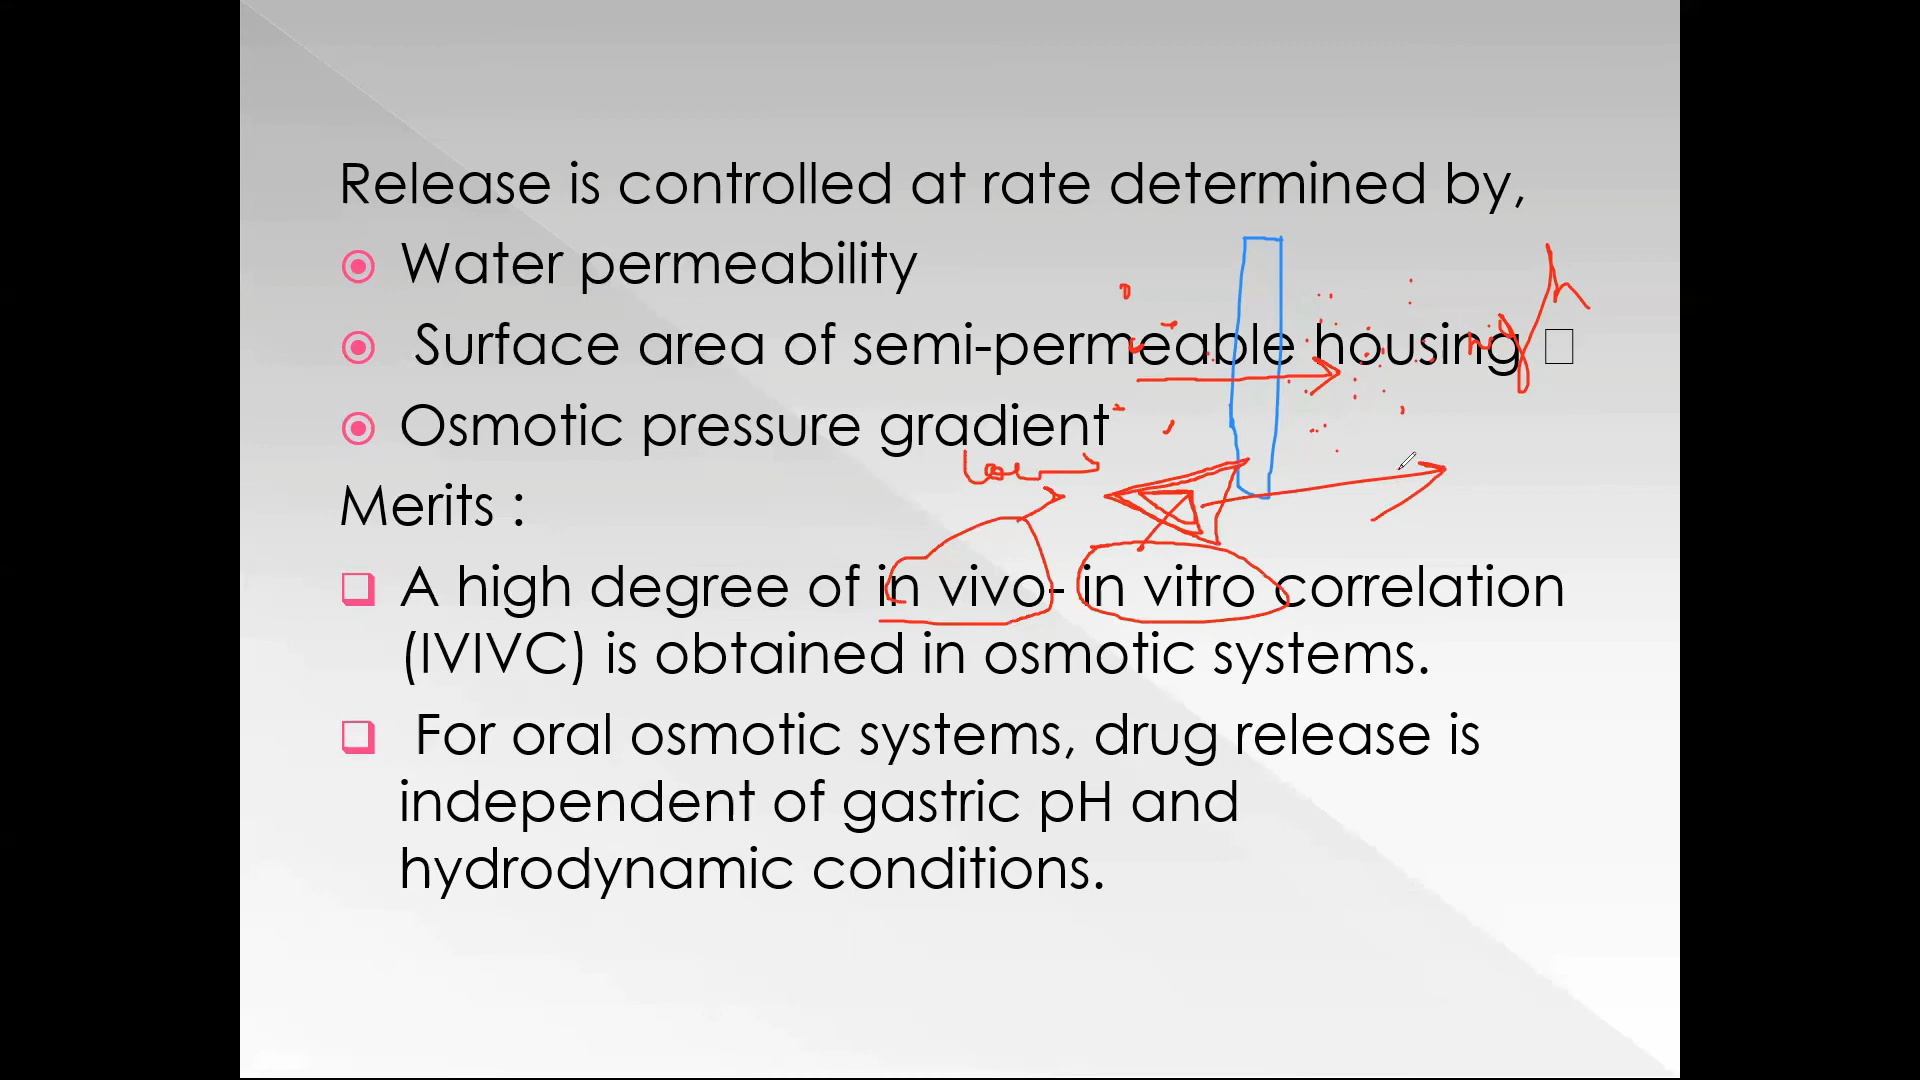 Release is controlled at rate determined by,
Water permeability
Surface area of semi-permeable housing
high
Osmotic pressure gradient
Low
Merits :
A high degree of in vivo- in vitro correlation
(IVIVC) is obtained in osmotic systems.
For oral osmotic systems, drug release is
independent of gastric pH and
hydrodynamic conditions.